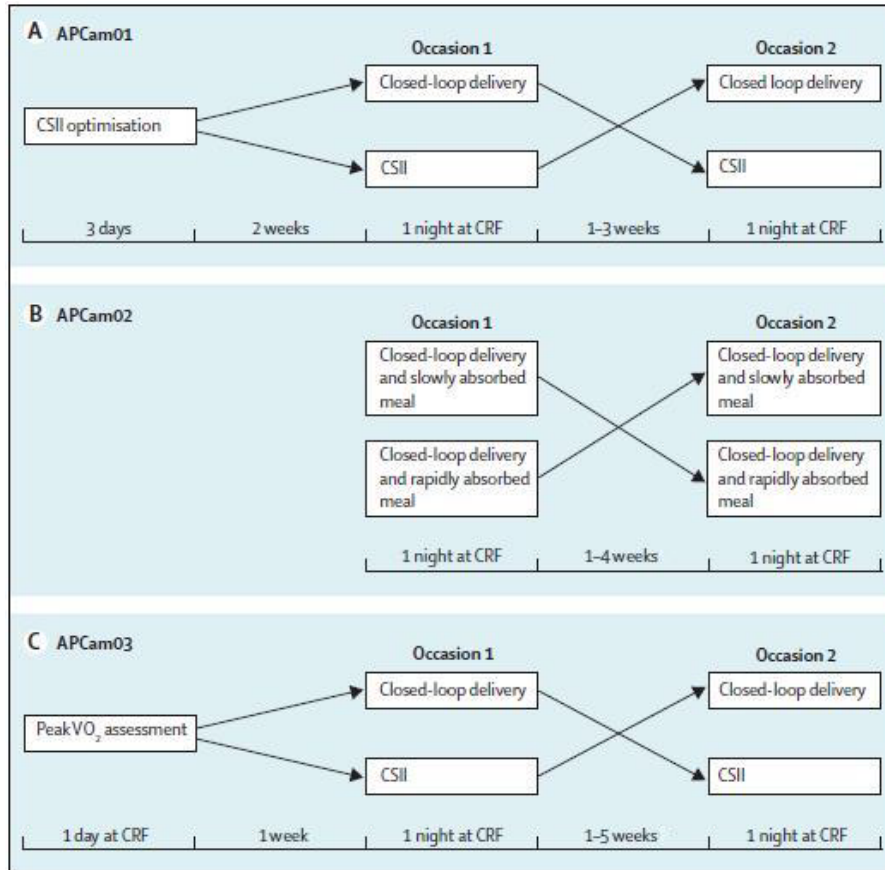 A APCam01
Occasion 1
Occasion 2
Closed-loop delivery
Closed loop delivery
CSII optimisation
CSII
CSII
3 days
2 weeks
1 night at CRF
1–3 weeks
1 night at CRF
B APCam02
Occasion 1
Occasion 2
Closed-loop delivery
and slowly absorbed
meal
Closed-loop delivery
and slowly absorbed
meal
Closed-loop delivery
and rapidly absorbed
meal
Closed-loop delivery
and rapidly absorbed
meal
1 night at CRF
1–4 weeks
1 night at CRF
C APCam03
Occasion 1
Occasion 2
Closed-loop delivery
Closed-loop delivery
Peak VO₂ assessment
CSII
CSII
1 day at CRF
1 week
1 night at CRF
1–5 weeks
1 night at CRF